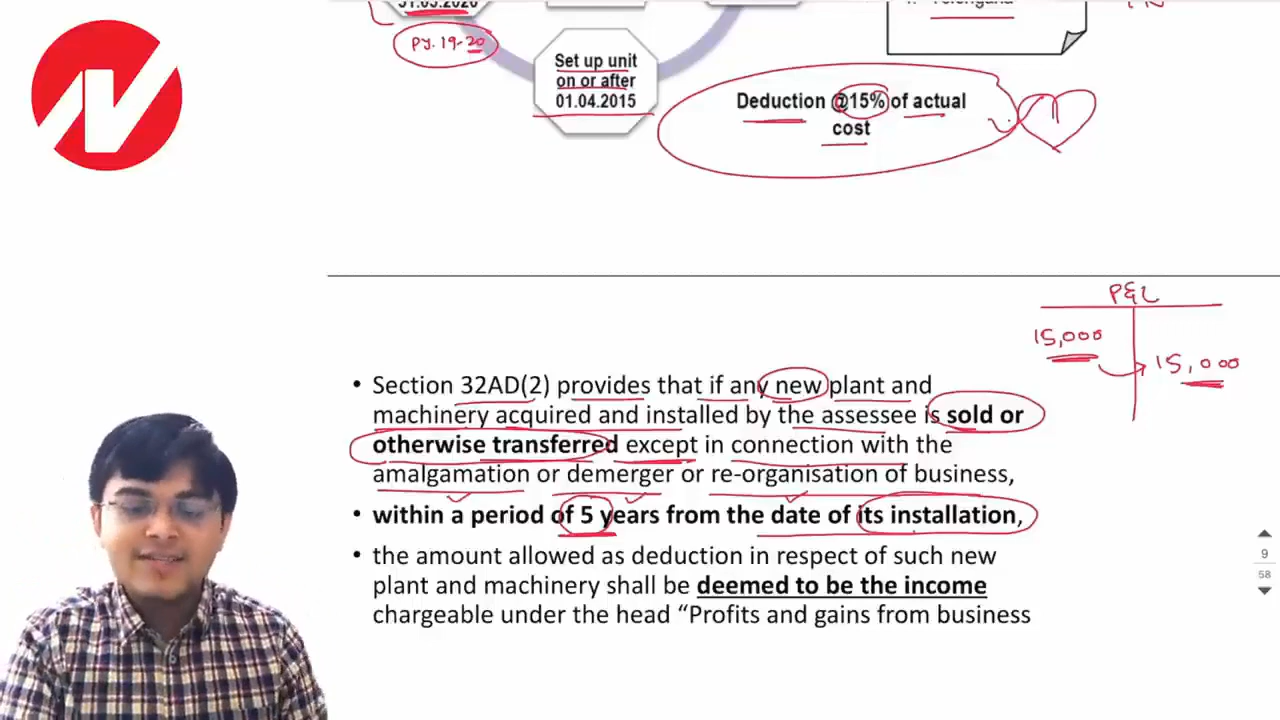 31.03.2020
PY. 19-20
Set up unit
on or after
01.04.2015
Deduction @15% of actual
cost
P&L
15,000
15,000
• Section 32AD(2) provides that if any new plant and
machinery acquired and installed by the assessee is sold or
otherwise transferred except in connection with the
amalgamation or demerger or re-organisation of business,
• within a period of 5 years from the date of its installation,
• the amount allowed as deduction in respect of such new
plant and machinery shall be deemed to be the income
chargeable under the head “Profits and gains from business
9
58